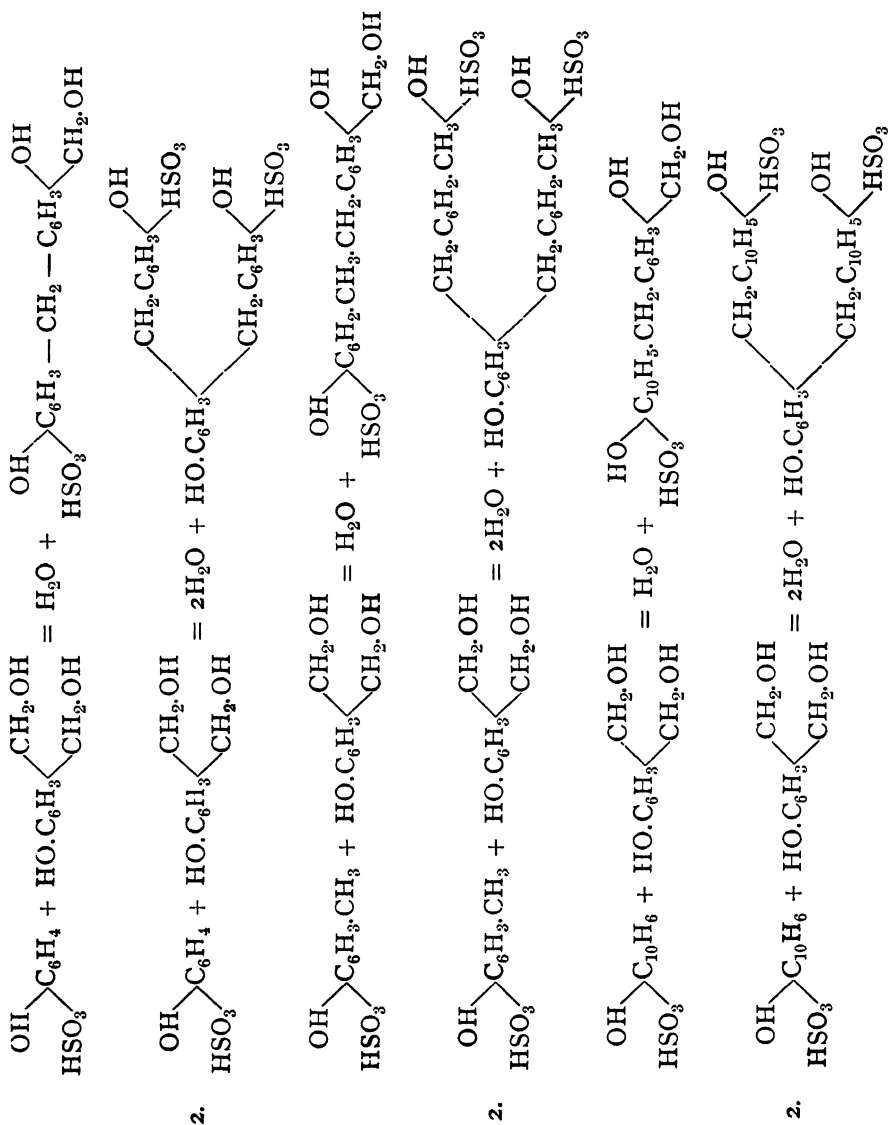 OH CH₂.OH OH OH
C₆H₄ + HO.C₆H₃ = H₂O + C₆H₃ — CH₂ — C₆H₃
HSO₃ CH₂.OH HSO₃ CH₂.OH
OH
CH₂.C₆H₃
OH CH₂.OH HSO₃
2. C₆H₄ + HO.C₆H₃ = 2H₂O + HO.C₆H₃
HSO₃ CH₂.OH OH
CH₂.C₆H₃
HSO₃
OH CH₂.OH OH OH
C₆H₃.CH₃ + HO.C₆H₃ = H₂O + C₆H₂.CH₃.CH₂.C₆H₃
HSO₃ CH₂.OH HSO₃ CH₂.OH
OH
CH₂.C₆H₂.CH₃
OH CH₂.OH HSO₃
2. C₆H₃.CH₃ + HO.C₆H₃ = 2H₂O + HO.C₆H₃
HSO₃ CH₂.OH OH
CH₂.C₆H₂.CH₃
HSO₃
OH CH₂.OH HO OH
C₁₀H₆ + HO.C₆H₃ = H₂O + C₁₀H₅.CH₂.C₆H₃
HSO₃ CH₂.OH HSO₃ CH₂.OH
OH
CH₂.C₁₀H₅
OH CH₂.OH HSO₃
2. C₁₀H₆ + HO.C₆H₃ = 2H₂O + HO.C₆H₃
HSO₃ CH₂.OH OH
CH₂.C₁₀H₅
HSO₃